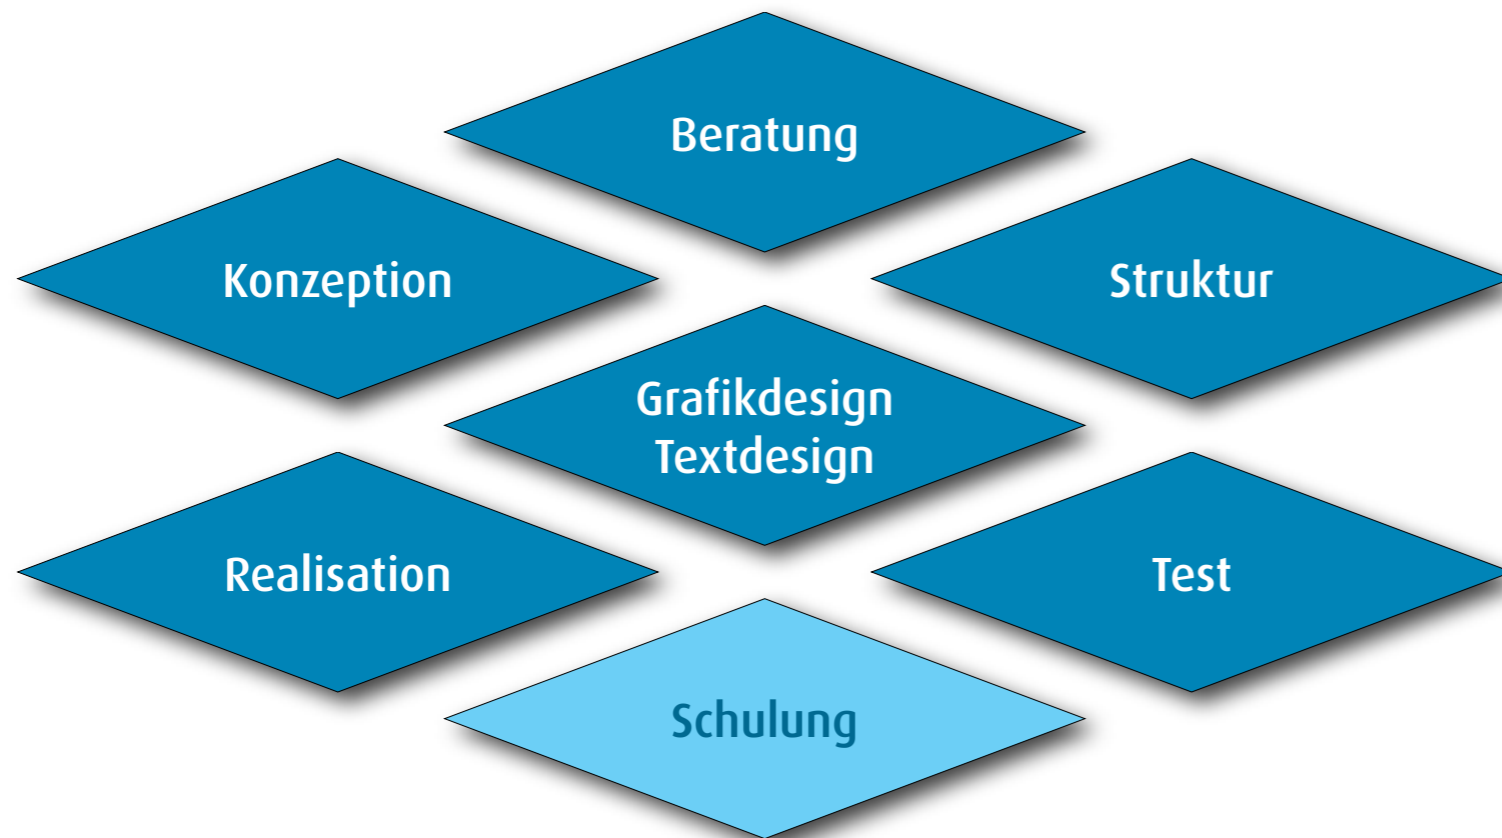 Beratung
Konzeption
Struktur
Grafikdesign
Textdesign
Realisation
Test
Schulung